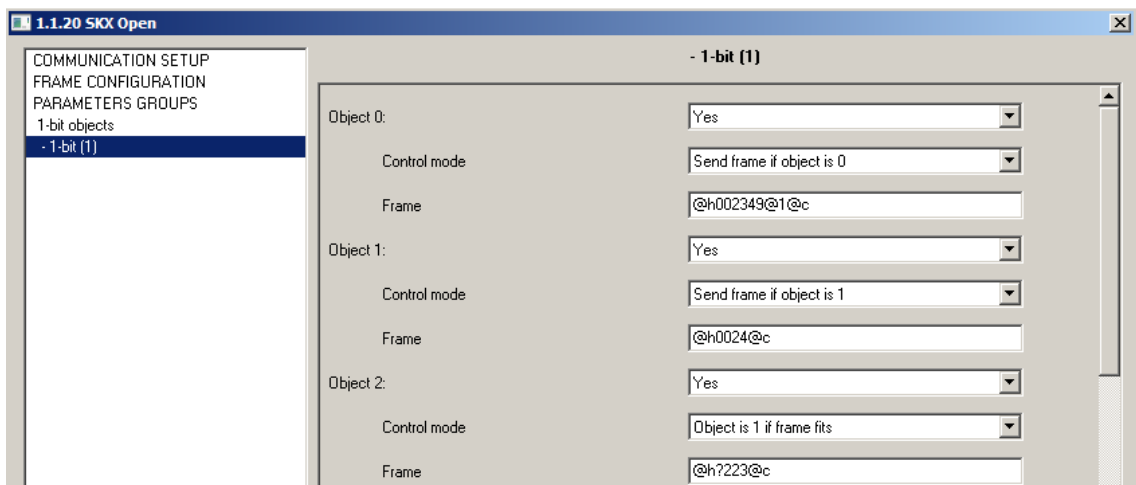 1.1.20 SKX Open
COMMUNICATION SETUP
FRAME CONFIGURATION
PARAMETERS GROUPS
1-bit objects
- 1-bit (1)
- 1-bit (1)
Object 0: Yes
Control mode Send frame if object is 0
Frame @h002349@1@c
Object 1: Yes
Control mode Send frame if object is 1
Frame @h0024@c
Object 2: Yes
Control mode Object is 1 if frame fits
Frame @h?223@c